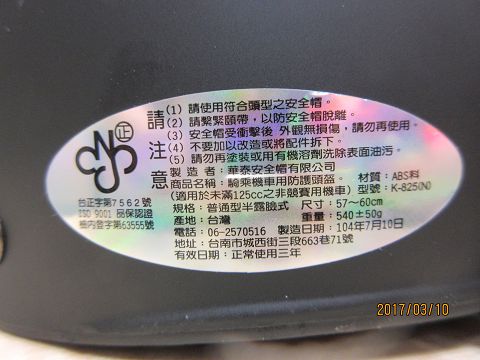 請注意
(1) 請使用符合頭型之安全帽。
(2) 請繫緊頤帶,以防安全帽脫離。
(3) 安全帽受衝擊後 外觀無損傷,請勿再使用。
(4) 不要加以改造或將配件拆下。
(5) 請勿再塗裝或用有機溶劑洗除表面油污。
製造者:華泰安全帽有限公司
商品名稱:騎乘機車用防護頭盔。 材質:ABS料
(適用於未滿125cc之非競賽用機車) 型號:K-825(N)
規格:普通型半露臉式 尺寸:57~60cm
產地:台灣 重量:540±50g
電話:06-2570516 製造日期:104年7月10日
地址:台南市城西街三段663巷71號
有效日期:正常使用三年
正
台正字第7562號
ISO 9001 品保認證
檢內登字第63555號
2017/03/10